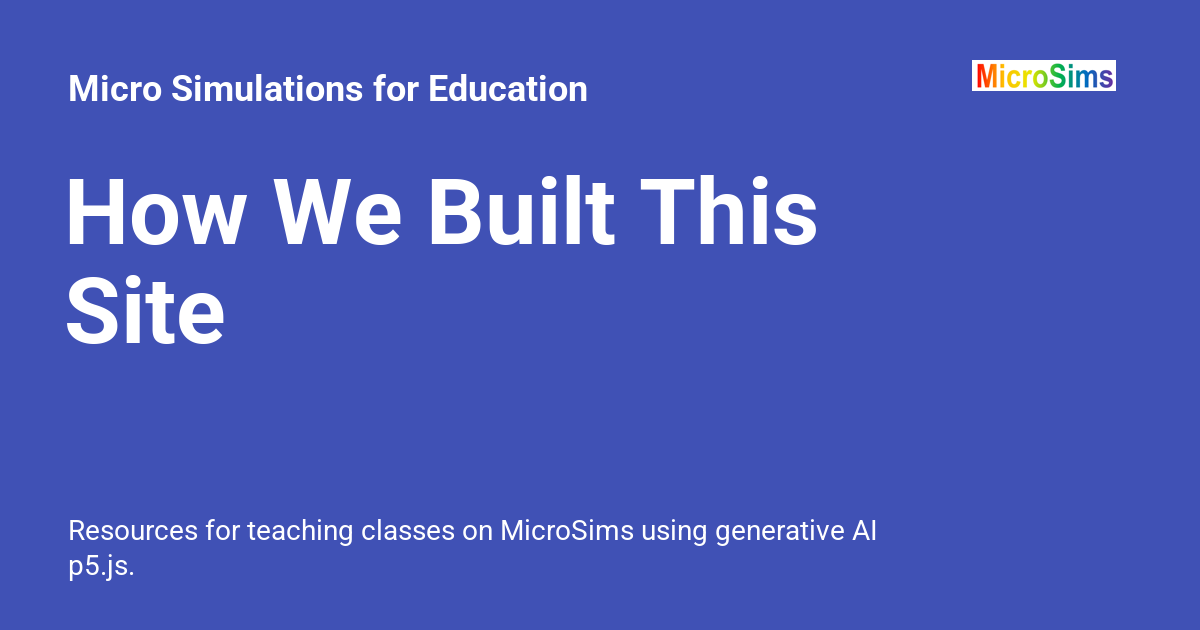 Micro Simulations for Education
MicroSims
How We Built This
Site
Resources for teaching classes on MicroSims using generative AI
p5.js.